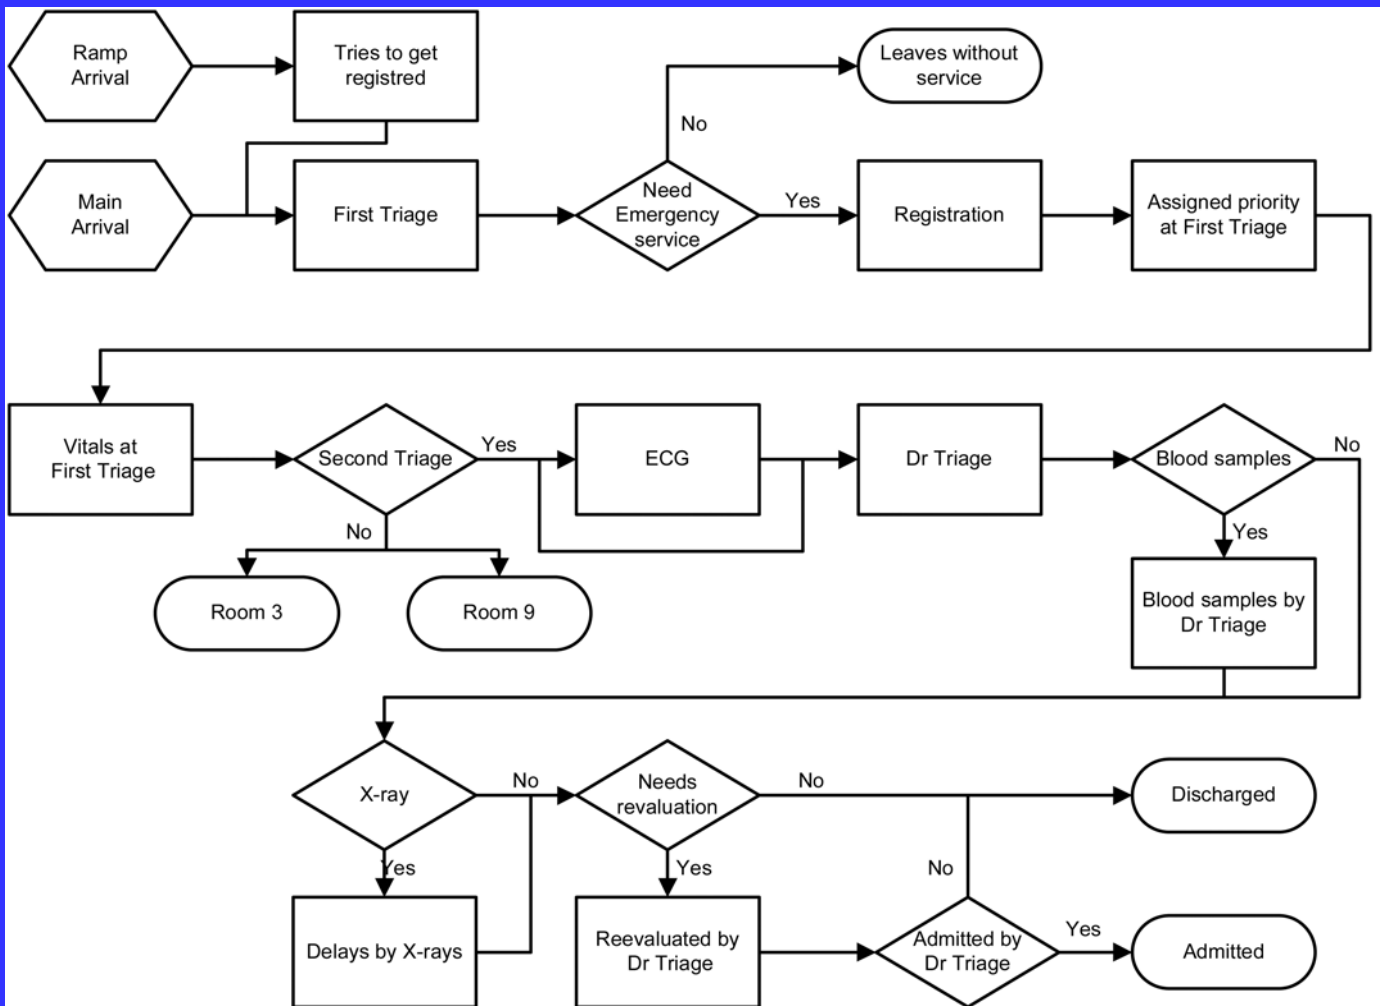 Ramp
Arrival
Tries to get
registred
Leaves without
service
No
Main
Arrival
First Triage
Need
Emergency
service
Yes
Registration
Assigned priority
at First Triage
Vitals at
First Triage
Second Triage
Yes
No
Room 3
Room 9
ECG
Dr Triage
Blood samples
No
Yes
Blood samples by
Dr Triage
X-ray
No
Yes
Delays by X-rays
Needs
revaluation
No
Yes
Discharged
Reevaluated by
Dr Triage
No
Admitted by
Dr Triage
Yes
Admitted